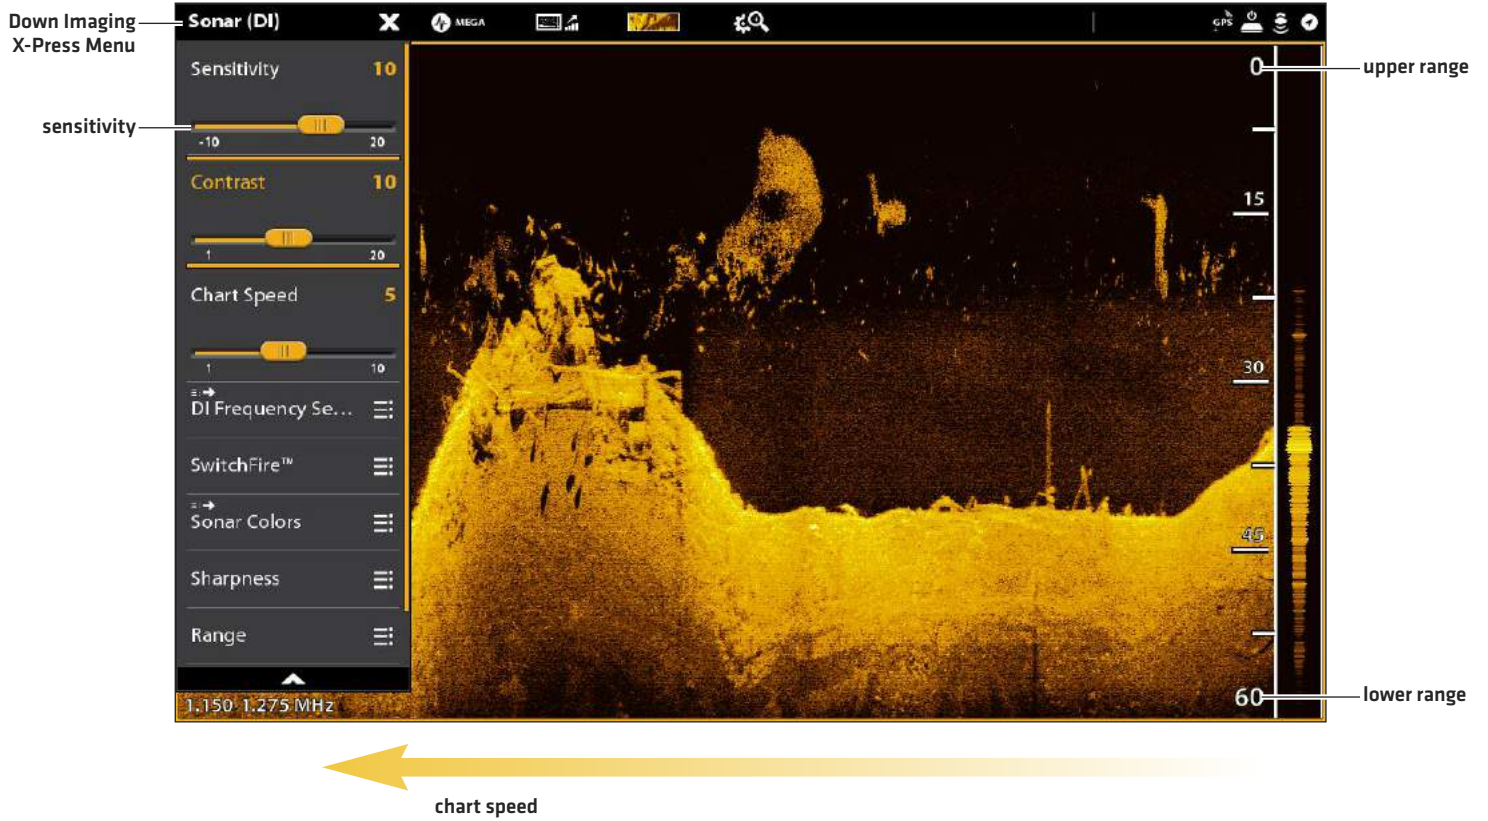 Down Imaging
X-Press Menu
Sonar (DI)
X
MEGA
GPS
Sensitivity 10
-10 20
sensitivity
Contrast 10
1 20
Chart Speed 5
1 10
DI Frequency Se...
SwitchFire™
Sonar Colors
Sharpness
Range
1.150-1.275 MHz
0
upper range
15
30
45
60
lower range
chart speed